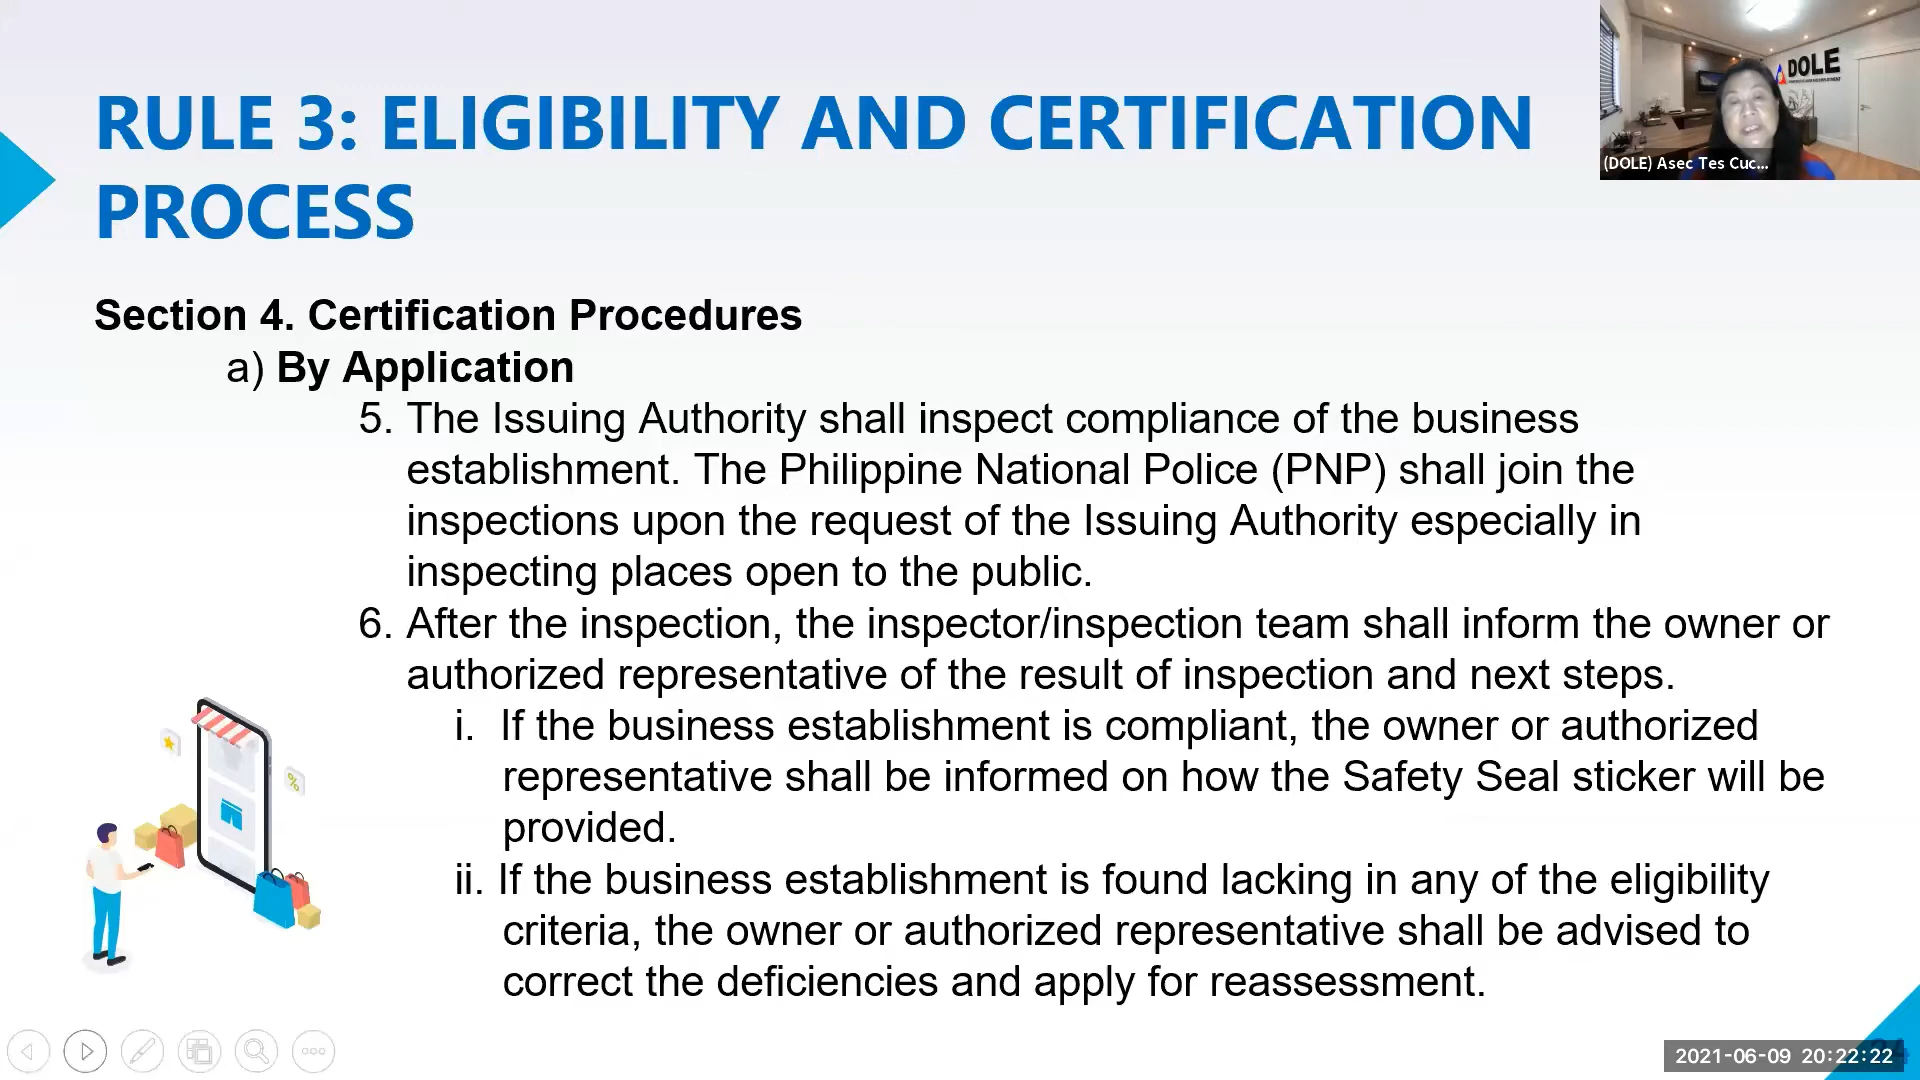 RULE 3: ELIGIBILITY AND CERTIFICATION
PROCESS
DOLE
(DOLE) Asec Tes Cuc...
Section 4. Certification Procedures
a) By Application
5. The Issuing Authority shall inspect compliance of the business
establishment. The Philippine National Police (PNP) shall join the
inspections upon the request of the Issuing Authority especially in
inspecting places open to the public.
6. After the inspection, the inspector/inspection team shall inform the owner or
authorized representative of the result of inspection and next steps.
i. If the business establishment is compliant, the owner or authorized
representative shall be informed on how the Safety Seal sticker will be
provided.
ii. If the business establishment is found lacking in any of the eligibility
criteria, the owner or authorized representative shall be advised to
correct the deficiencies and apply for reassessment.
%
2021-06-09 20:22:22